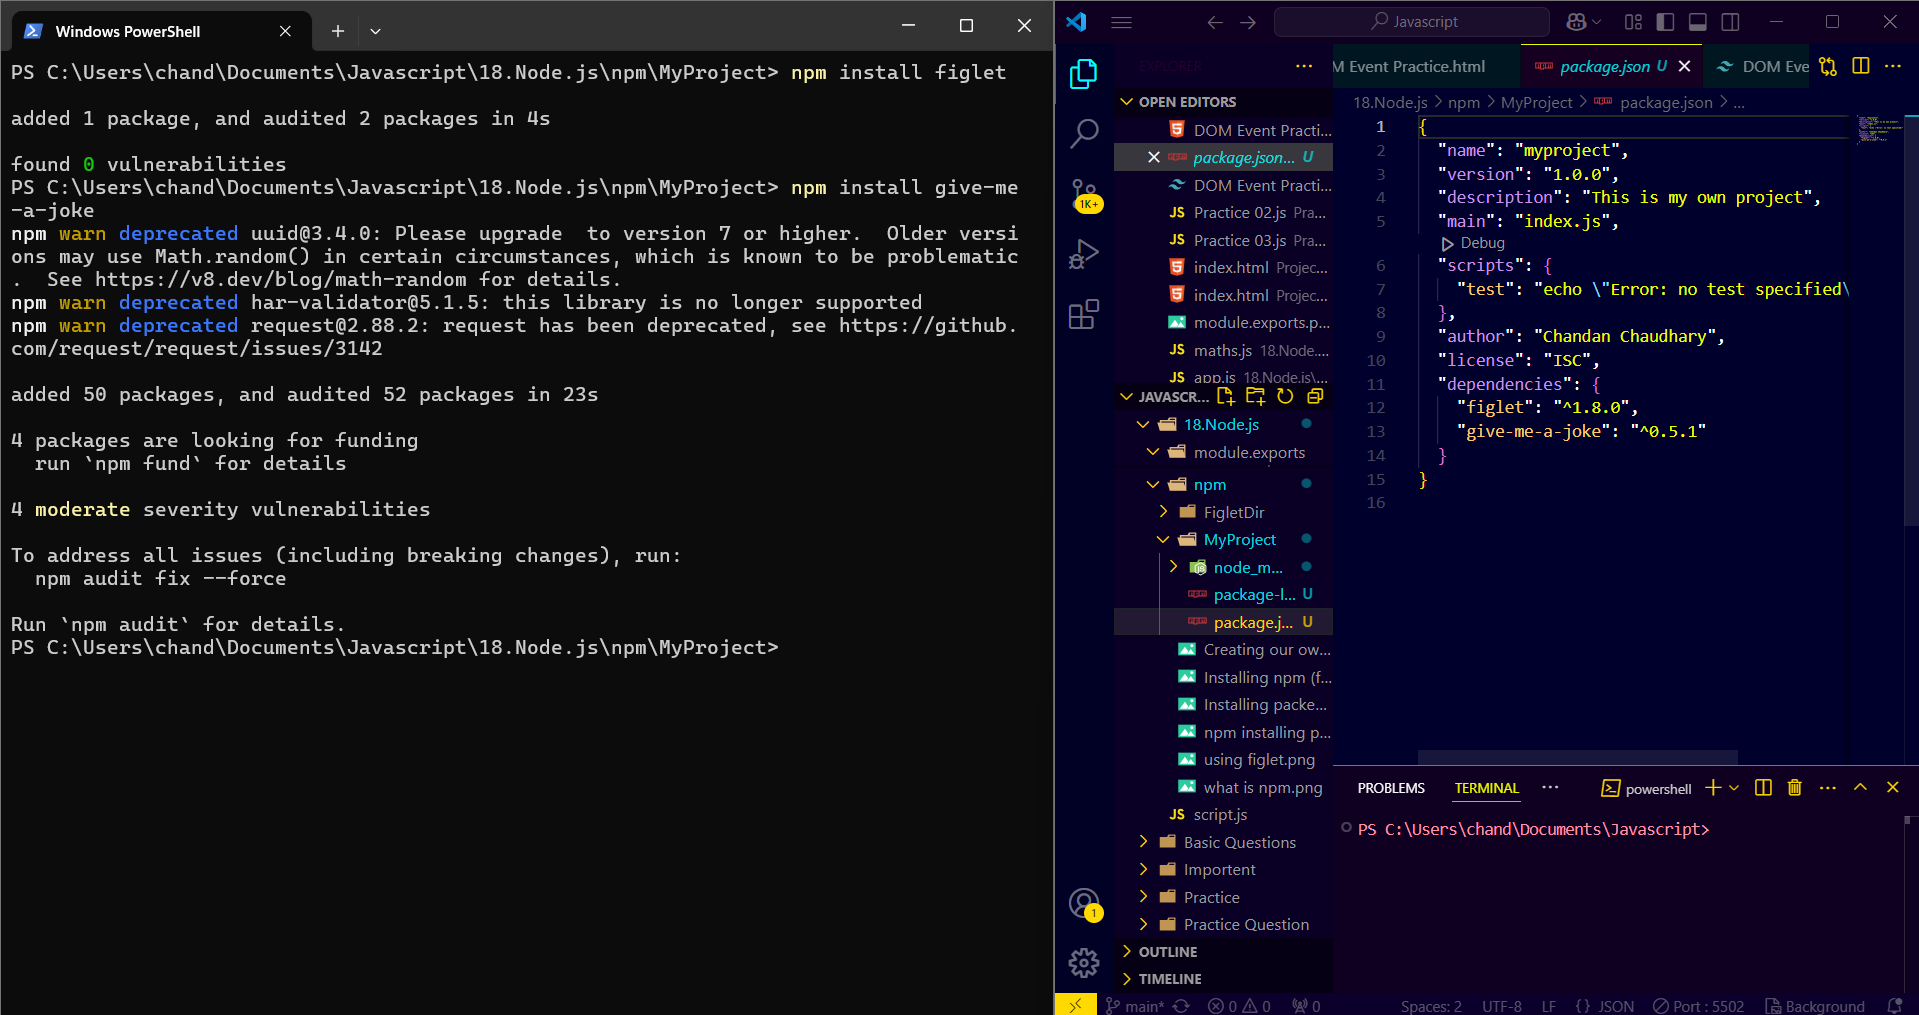 Windows PowerShell
PS C:\Users\chand\Documents\Javascript\18.Node.js\npm\MyProject> npm install figlet
added 1 package, and audited 2 packages in 4s
found 0 vulnerabilities
PS C:\Users\chand\Documents\Javascript\18.Node.js\npm\MyProject> npm install give-me
-a-joke
npm warn deprecated uuid@3.4.0: Please upgrade  to version 7 or higher.  Older versi
ons may use Math.random() in certain circumstances, which is known to be problematic
.  See https://v8.dev/blog/math-random for details.
npm warn deprecated har-validator@5.1.5: this library is no longer supported
npm warn deprecated request@2.88.2: request has been deprecated, see https://github.
com/request/request/issues/3142
added 50 packages, and audited 52 packages in 23s
4 packages are looking for funding
run `npm fund` for details
4 moderate severity vulnerabilities
To address all issues (including breaking changes), run:
npm audit fix --force
Run `npm audit` for details.
PS C:\Users\chand\Documents\Javascript\18.Node.js\npm\MyProject>
Javascript
EXPLORER
OPEN EDITORS
DOM Event Practi...
package.json... U
DOM Event Practi...
JS Practice 02.js Pra...
JS Practice 03.js Pra...
index.html Projec...
index.html Projec...
module.exports.p...
JS maths.js 18.Node....
JS app.js 18.Node.js\...
1K+
JAVASCR...
18.Node.js
module.exports
npm
FigletDir
MyProject
node_m...
package-l... U
package.j... U
Creating our ow...
Installing npm (f...
Installing packe...
npm installing p...
using figlet.png
what is npm.png
JS script.js
Basic Questions
Importent
Practice
Practice Question
OUTLINE
TIMELINE
1
M Event Practice.html
package.json U
DOM Eve
18.Node.js > npm > MyProject > package.json > ...
1 {
2 "name": "myproject",
3 "version": "1.0.0",
4 "description": "This is my own project",
5 "main": "index.js",
Debug
6 "scripts": {
7 "test": "echo \"Error: no test specified\
8 },
9 "author": "Chandan Chaudhary",
10 "license": "ISC",
11 "dependencies": {
12 "figlet": "^1.8.0",
13 "give-me-a-joke": "^0.5.1"
14 }
15 }
16
PROBLEMS TERMINAL ... powershell
PS C:\Users\chand\Documents\Javascript>
main* 0 0 0 Spaces: 2 UTF-8 LF {} JSON Port : 5502 Background